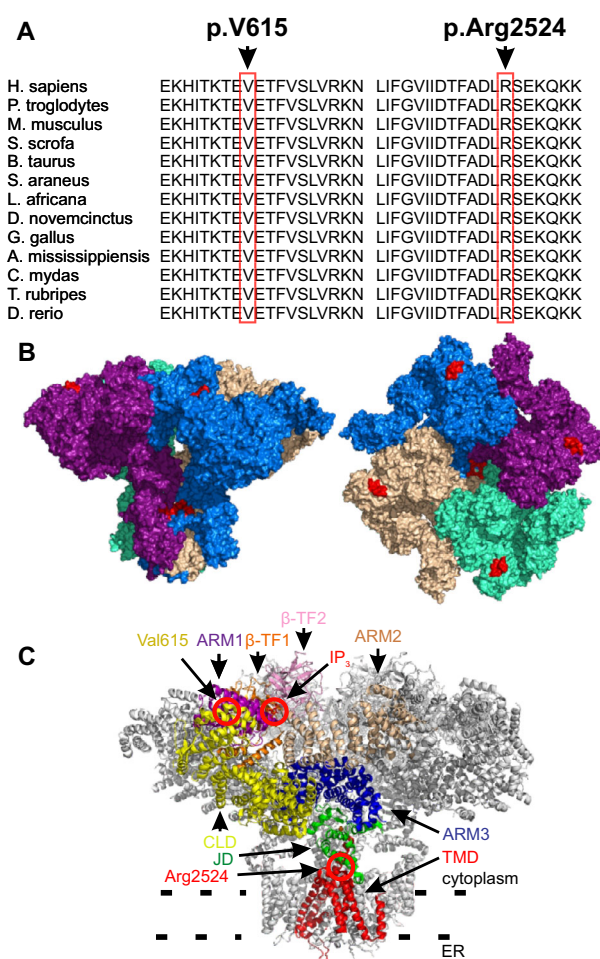 A
p.V615 p.Arg2524
H. sapiens EKHITKTEVETFVSLVRKN LIFGVIIDTFADLRSEKQKK
P. troglodytes EKHITKTEVETFVSLVRKN LIFGVIIDTFADLRSEKQKK
M. musculus EKHITKTEVETFVSLVRKN LIFGVIIDTFADLRSEKQKK
S. scrofa EKHITKTEVETFVSLVRKN LIFGVIIDTFADLRSEKQKK
B. taurus EKHITKTEVETFVSLVRKN LIFGVIIDTFADLRSEKQKK
S. araneus EKHITKTEVETFVSLVRKN LIFGVIIDTFADLRSEKQKK
L. africana EKHITKTEVETFVSLVRKN LIFGVIIDTFADLRSEKQKK
D. novemcinctus EKHITKTEVETFVSLVRKN LIFGVIIDTFADLRSEKQKK
G. gallus EKHITKTEVETFVSLVRKN LIFGVIIDTFADLRSEKQKK
A. mississippiensis EKHITKTEVETFVSLVRKN LIFGVIIDTFADLRSEKQKK
C. mydas EKHITKTEVETFVSLVRKN LIFGVIIDTFADLRSEKQKK
T. rubripes EKHITKTEVETFVSLVRKN LIFGVIIDTFADLRSEKQKK
D. rerio EKHITKTEVETFVSLVRKN LIFGVIIDTFADLRSEKQKK
B
β-TF2
Val615 ARM1 β-TF1 ARM2
C
IP3
CLD ARM3
JD TMD
Arg2524 cytoplasm
ER